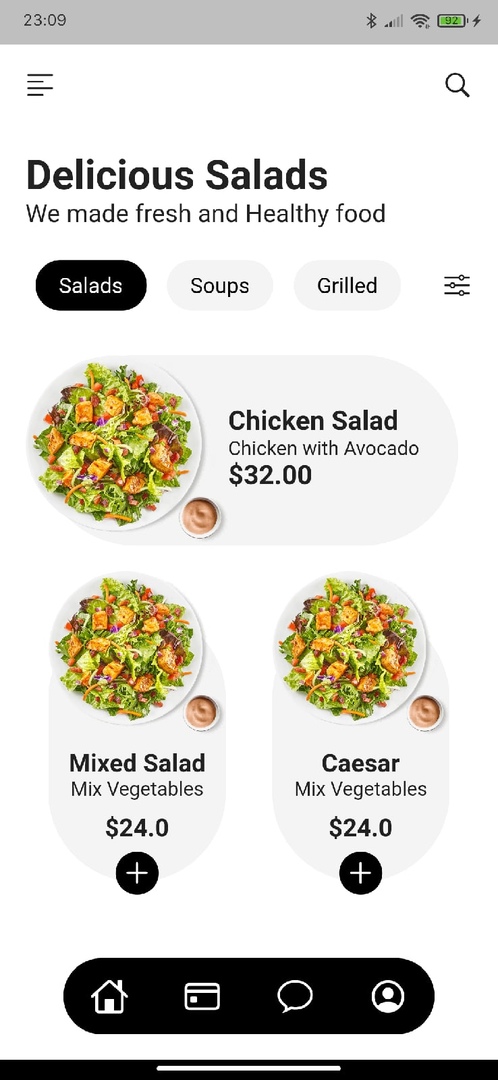 23:09
92
Delicious Salads
We made fresh and Healthy food
Salads
Soups
Grilled
Chicken Salad
Chicken with Avocado
$32.00
Mixed Salad
Mix Vegetables
$24.0
Caesar
Mix Vegetables
$24.0